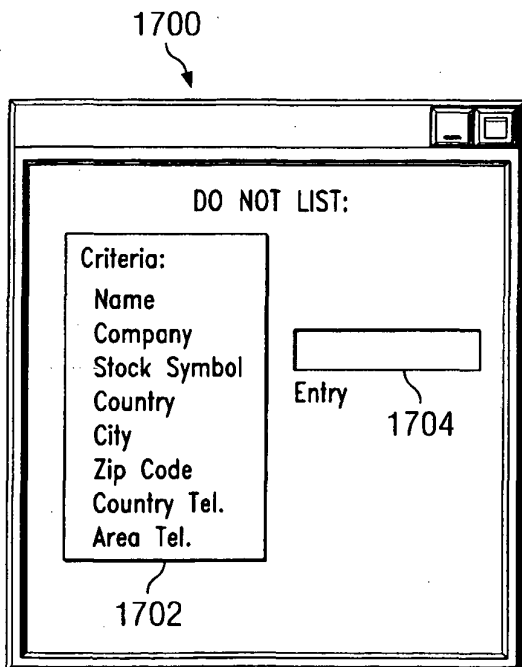 1700
DO NOT LIST:
Criteria:
Name
Company
Stock Symbol
Country
City
Zip Code
Country Tel.
Area Tel.
Entry
1704
1702